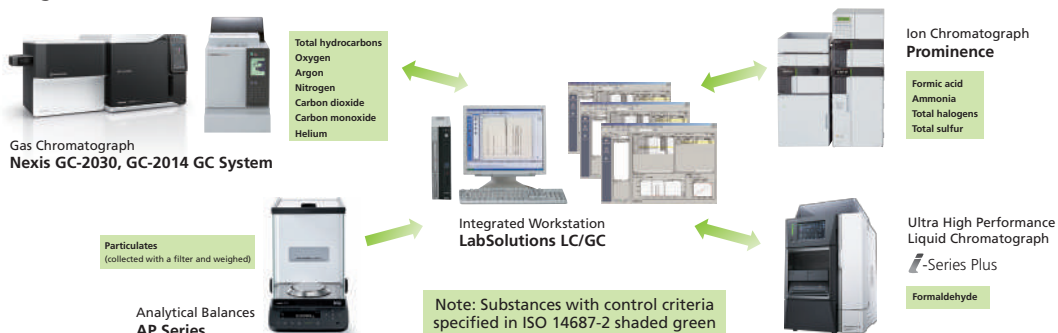 Total hydrocarbons
Oxygen
Argon
Nitrogen
Carbon dioxide
Carbon monoxide
Helium
Gas Chromatograph
Nexis GC-2030, GC-2014 GC System
Ion Chromatograph
Prominence
Formic acid
Ammonia
Total halogens
Total sulfur
Integrated Workstation
LabSolutions LC/GC
Particulates
(collected with a filter and weighed)
Analytical Balances
AP Series
Ultra High Performance
Liquid Chromatograph
i-Series Plus
Formaldehyde
Note: Substances with control criteria
specified in ISO 14687-2 shaded green